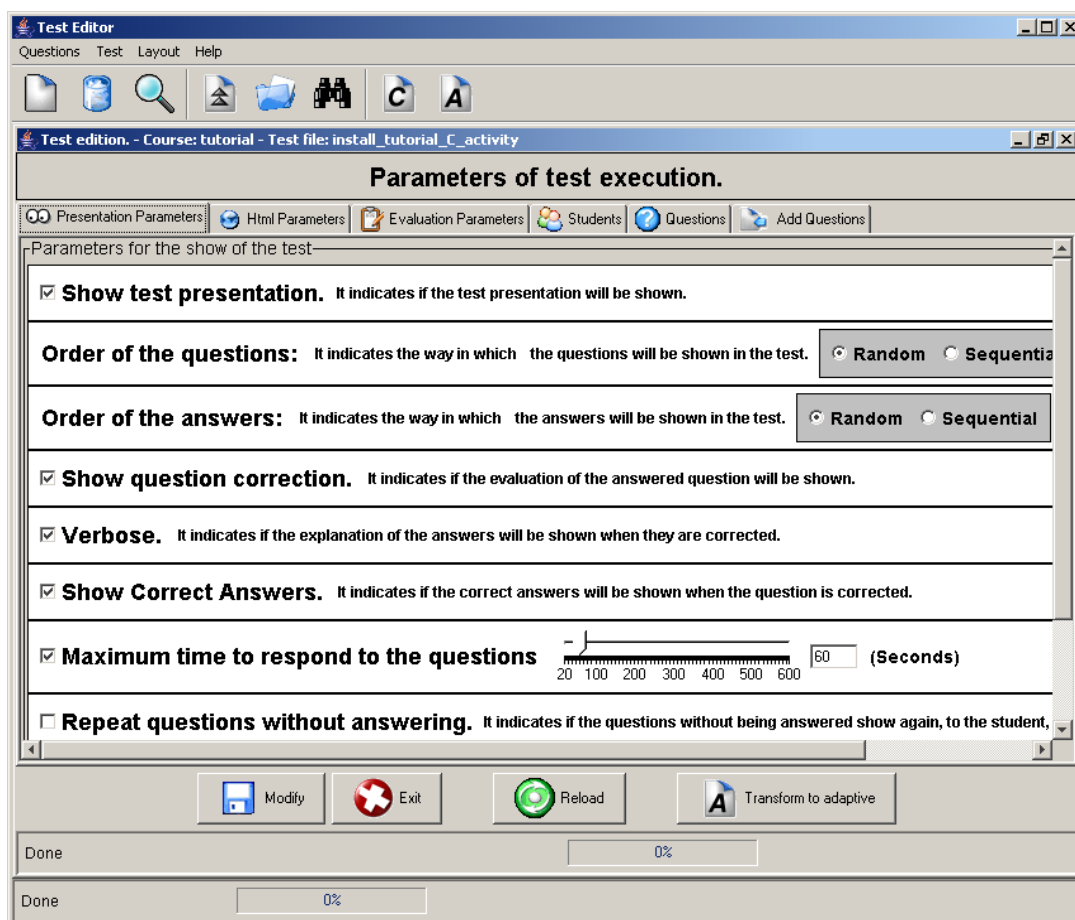 Test Editor
Questions Test Layout Help
C A
Test edition. - Course: tutorial - Test file: install_tutorial_C_activity
Parameters of test execution.
Presentation Parameters Html Parameters Evaluation Parameters Students ? Questions Add Questions
Parameters for the show of the test
Show test presentation. It indicates if the test presentation will be shown.
Order of the questions: It indicates the way in which the questions will be shown in the test. Random Sequentia
Order of the answers: It indicates the way in which the answers will be shown in the test. Random Sequential
Show question correction. It indicates if the evaluation of the answered question will be shown.
Verbose. It indicates if the explanation of the answers will be shown when they are corrected.
Show Correct Answers. It indicates if the correct answers will be shown when the question is corrected.
Maximum time to respond to the questions 60 (Seconds)
20 100 200 300 400 500 600
Repeat questions without answering. It indicates if the questions without being answered show again, to the student,
Modify Exit Reload A Transform to adaptive
Done 0%
Done 0%